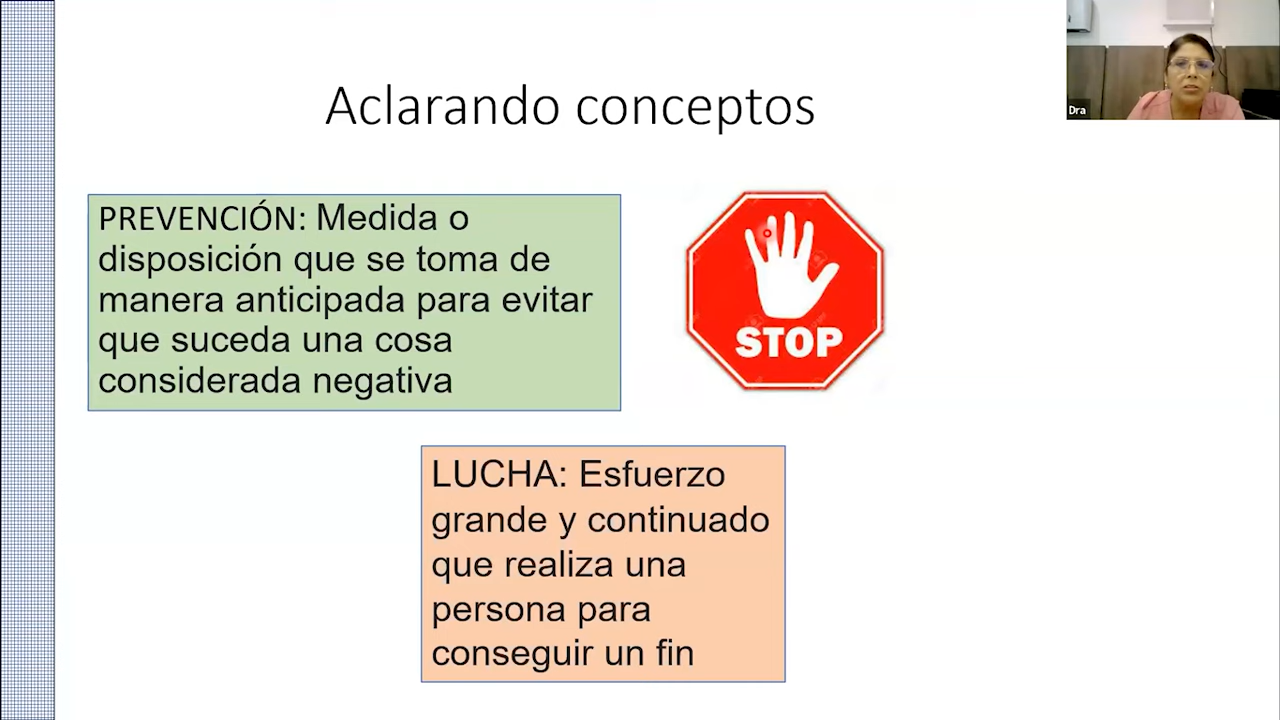 Aclarando conceptos
Dra
PREVENCIÓN: Medida o
disposición que se toma de
manera anticipada para evitar
que suceda una cosa
considerada negativa
STOP
LUCHA: Esfuerzo
grande y continuado
que realiza una
persona para
conseguir un fin